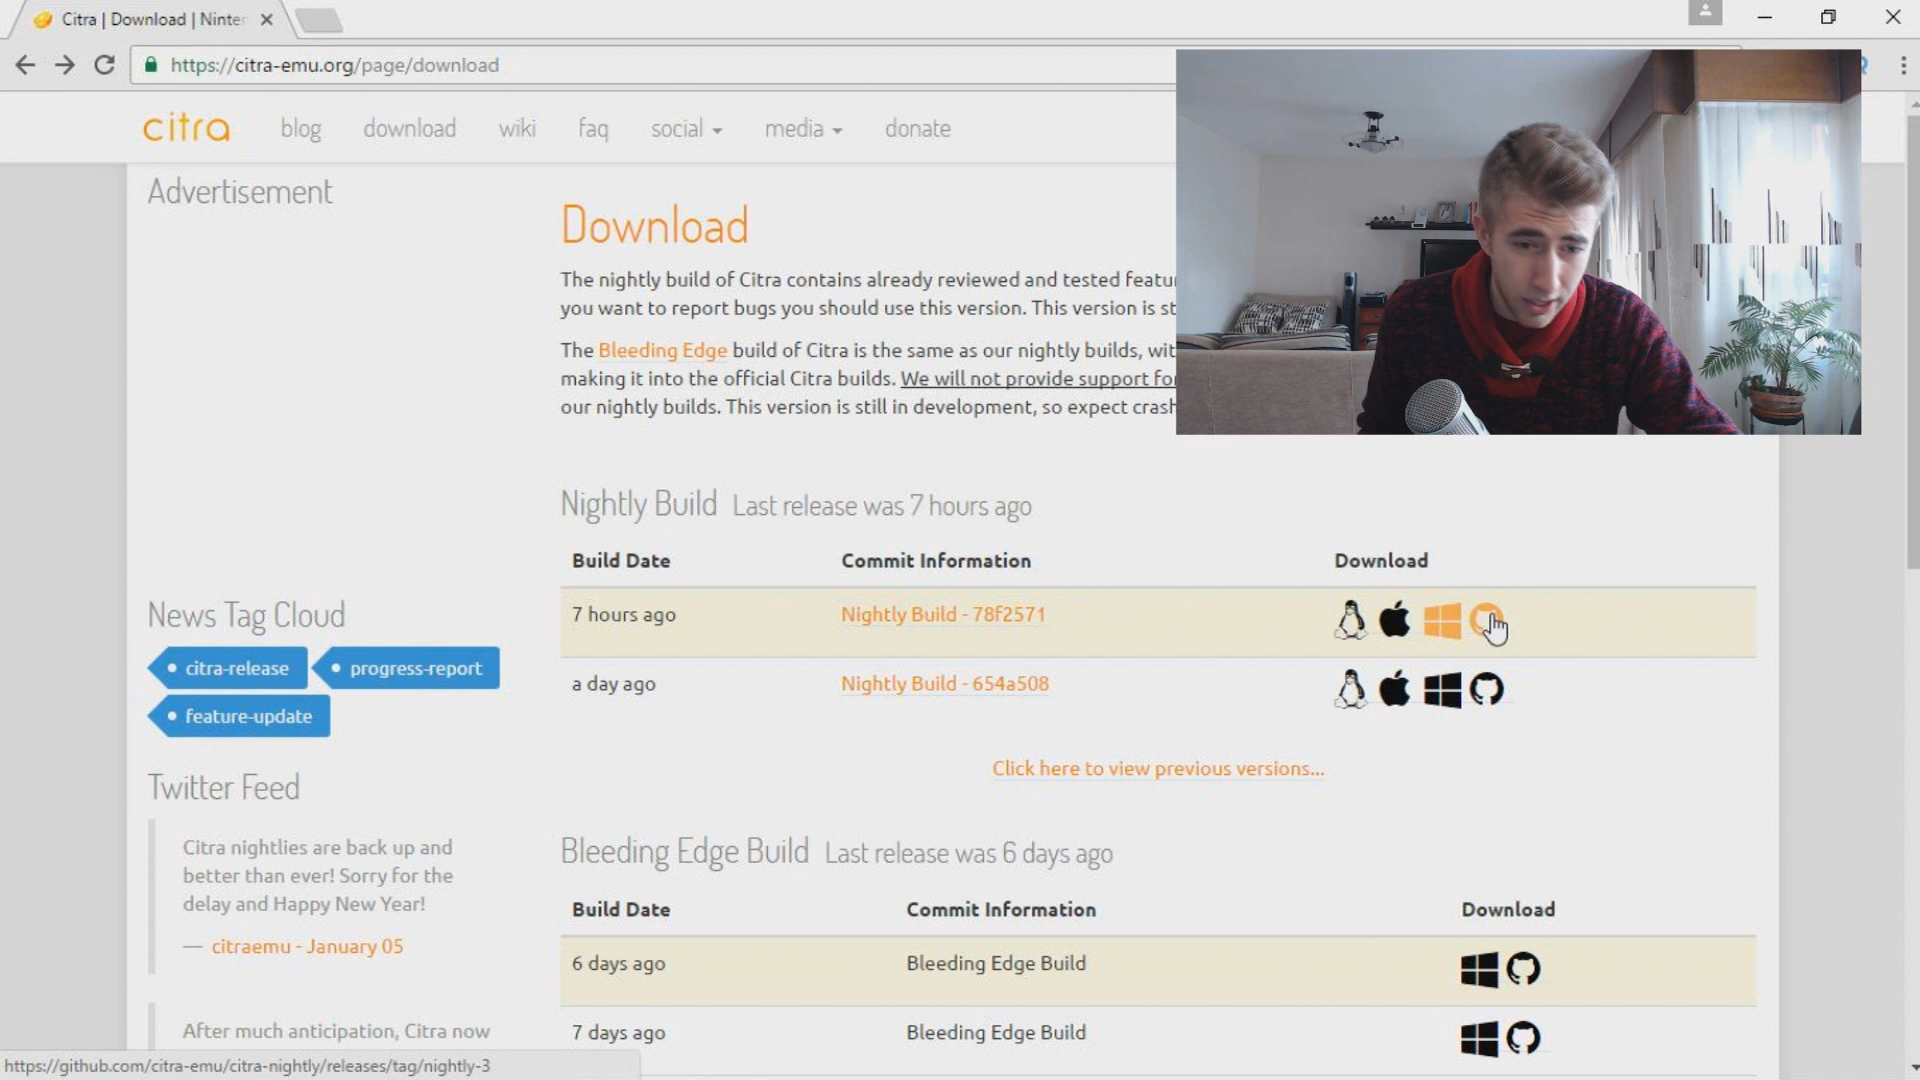 Citra | Download | Ninte
https://citra-emu.org/page/download
citra
blog
download
wiki
faq
social
media
donate
Advertisement
Download
The nightly build of Citra contains already reviewed and tested featu
you want to report bugs you should use this version. This version is st
The Bleeding Edge build of Citra is the same as our nightly builds, wit
making it into the official Citra builds. We will not provide support for
our nightly builds. This version is still in development, so expect crash
Nightly Build Last release was 7 hours ago
Build Date Commit Information Download
7 hours ago Nightly Build - 78f2571
a day ago Nightly Build - 654a508
Click here to view previous versions...
News Tag Cloud
citra-release
progress-report
feature-update
Twitter Feed
Citra nightlies are back up and
better than ever! Sorry for the
delay and Happy New Year!
— citraemu - January 05
After much anticipation, Citra now
Bleeding Edge Build Last release was 6 days ago
Build Date Commit Information Download
6 days ago Bleeding Edge Build
7 days ago Bleeding Edge Build
https://github.com/citra-emu/citra-nightly/releases/tag/nightly-3